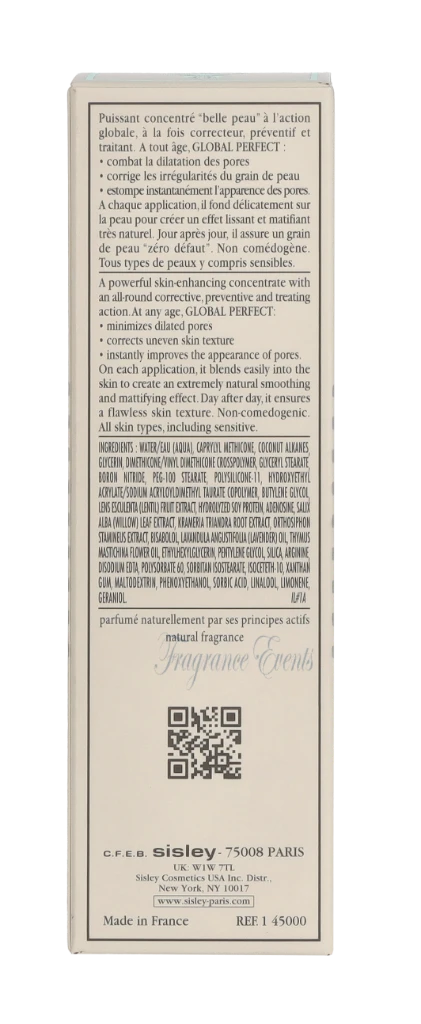 Puissant concentré "belle peau" à l'action
globale, à la fois correcteur, préventif et
traitant. A tout âge, GLOBAL PERFECT :
• combat la dilatation des pores
• corrige les irrégularités du grain de peau
• estompe instantanément l'apparence des pores.
A chaque application, il fond délicatement sur
la peau pour créer un effet lissant et matifiant
très naturel. Jour après jour, il assure un grain
de peau "zéro défaut". Non comédogène.
Tous types de peaux y compris sensibles.
A powerful skin-enhancing concentrate with
an all-round corrective, preventive and treating
action. At any age, GLOBAL PERFECT:
• minimizes dilated pores
• corrects uneven skin texture
• instantly improves the appearance of pores.
On each application, it blends easily into the
skin to create an extremely natural smoothing
and mattifying effect. Day after day, it ensures
a flawless skin texture. Non-comedogenic.
All skin types, including sensitive.
INGREDIENTS : WATER/EAU (AQUA), CAPRYLYL METHICONE, COCONUT ALKANES,
GLYCERIN, DIMETHICONE/VINYL DIMETHICONE CROSSPOLYMER, GLYCERYL STEARATE,
BORON NITRIDE, PEG-100 STEARATE, POLYSILICONE-11, HYDROXYETHYL
ACRYLATE/SODIUM ACRYLOYLDIMETHYL TAURATE COPOLYMER, BUTYLENE GLYCOL,
LENS ESCULENTA (LENTIL) FRUIT EXTRACT, HYDROLYZED SOY PROTEIN, ADENOSINE, SALIX
ALBA (WILLOW) LEAF EXTRACT, KRAMERIA TRIANDRA ROOT EXTRACT, ORTHOSIPHON
STAMINEUS EXTRACT, BISABOLOL, LAVANDULA ANGUSTIFOLIA (LAVENDER) OIL, THYMUS
MASTICHINA FLOWER OIL, ETHYLHEXYLGLYCERIN, PENTYLENE GLYCOL, SILICA, ARGININE,
DISODIUM EDTA, POLYSORBATE 60, SORBITAN ISOSTEARATE, ISOCETETH-10, XANTHAN
GUM, MALTODEXTRIN, PHENOXYETHANOL, SORBIC ACID, LINALOOL, LIMONENE,
GERANIOL. IL#1A
parfumé naturellement par ses principes actifs
natural fragrance
Fragrance Events
C.F.E.B. sisley - 75008 PARIS
UK: W1W 7TL
Sisley Cosmetics USA Inc. Distr.,
New York, NY 10017
www.sisley-paris.com
Made in France REF. 1 45000